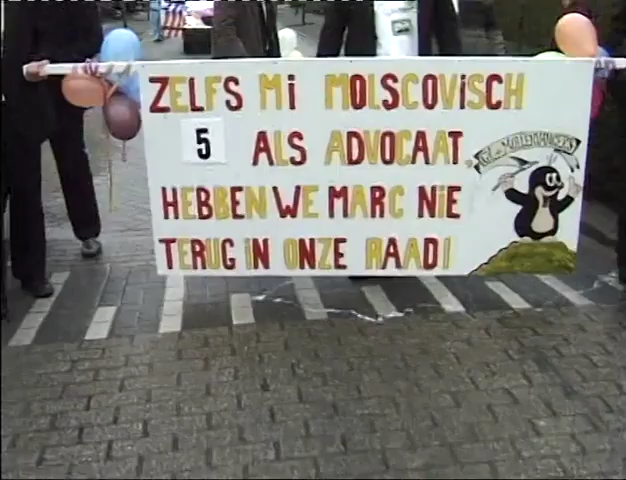 ZELFS Mi MOLSCOViSCH
5 ALS ADVOCAAT
HEBBEN WE MARC NiE
TERUG iN ONZE RAAD!